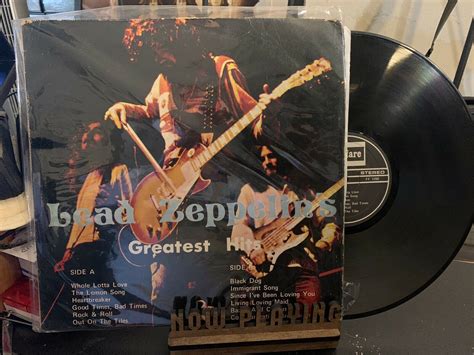 Lead Zeppelin's
Greatest Hits
SIDE A
Whole Lotta Love
The Lomon Song
Heartbreaker
Good Times, Bad Times
Rock & Roll
Out On The Tiles
SIDE
Black Dog
Immigrant Song
Since I've Been Loving You
Living Loving Maid
NOW PLAYING
STEREO